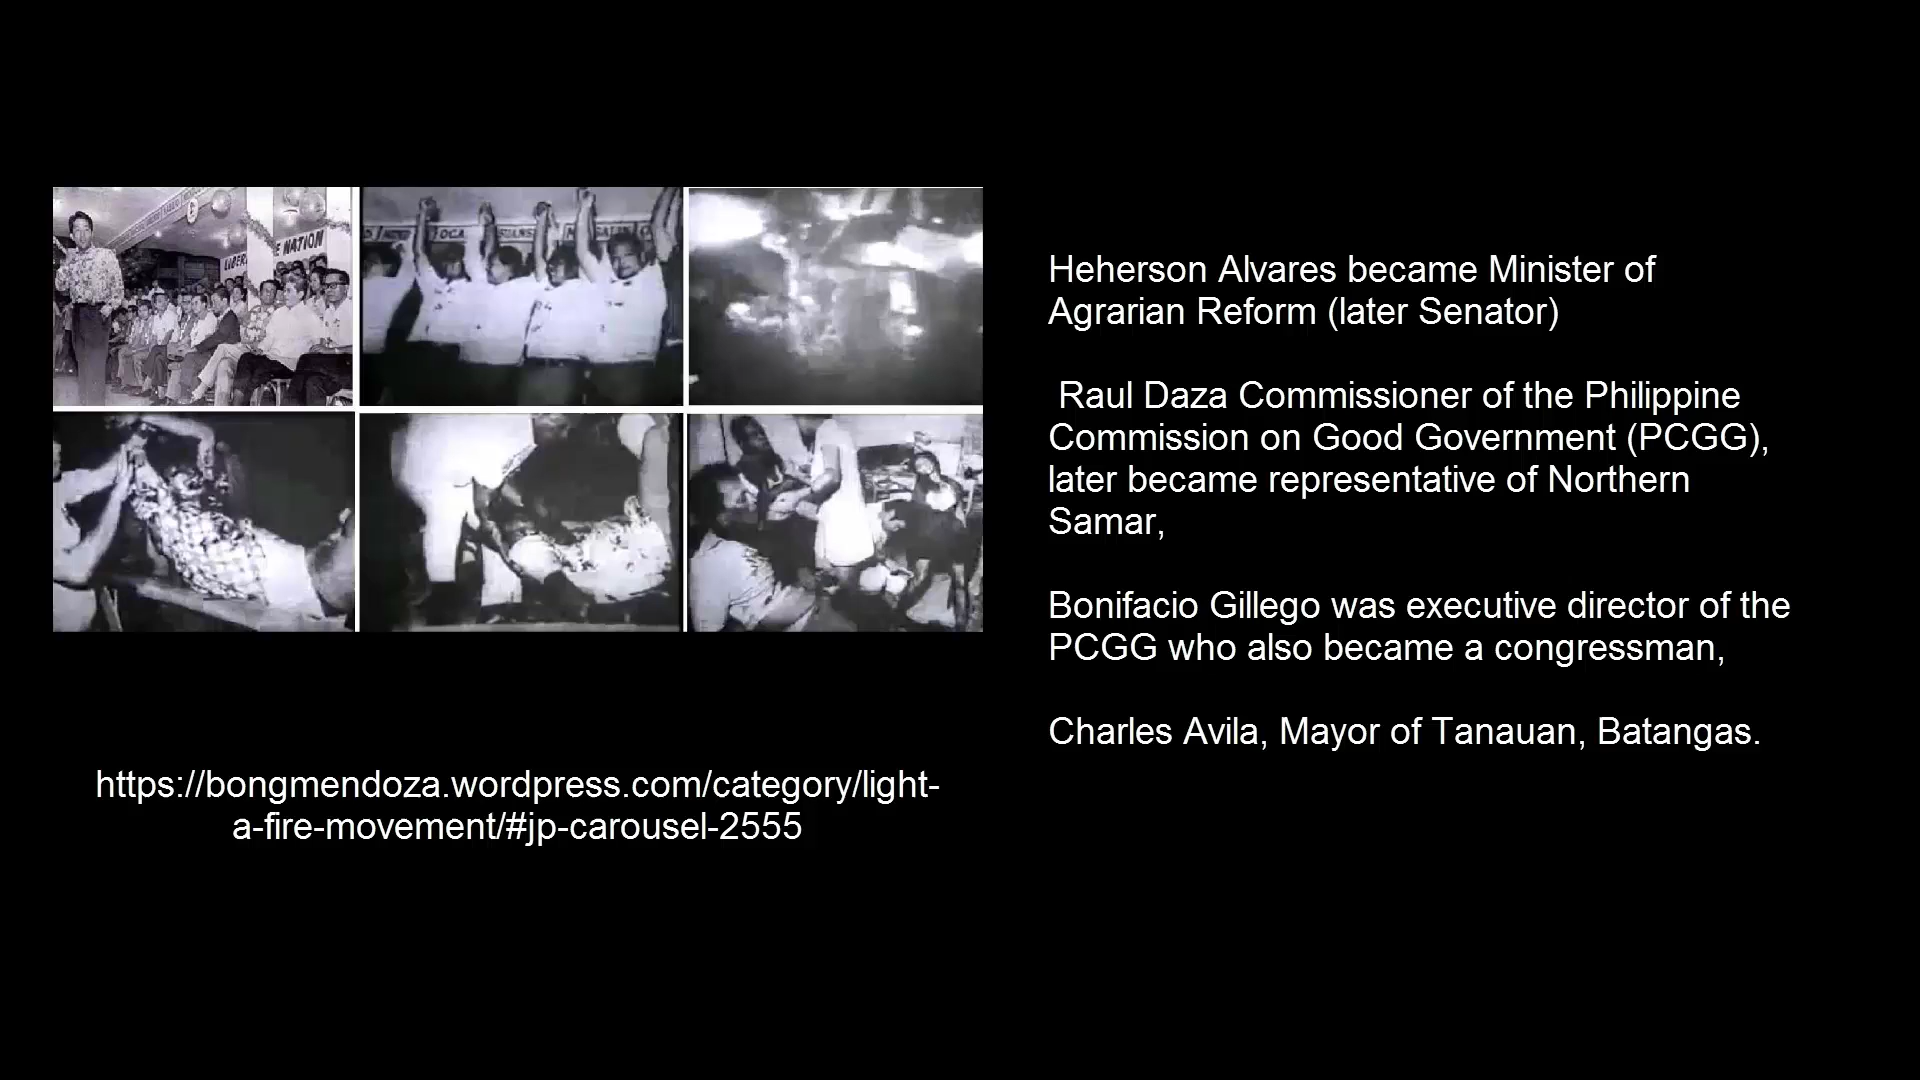 LIBER
E NATION
OCA
Heherson Alvares became Minister of
Agrarian Reform (later Senator)
Raul Daza Commissioner of the Philippine
Commission on Good Government (PCGG),
later became representative of Northern
Samar,
Bonifacio Gillego was executive director of the
PCGG who also became a congressman,
Charles Avila, Mayor of Tanauan, Batangas.
https://bongmendoza.wordpress.com/category/light-
a-fire-movement/#jp-carousel-2555